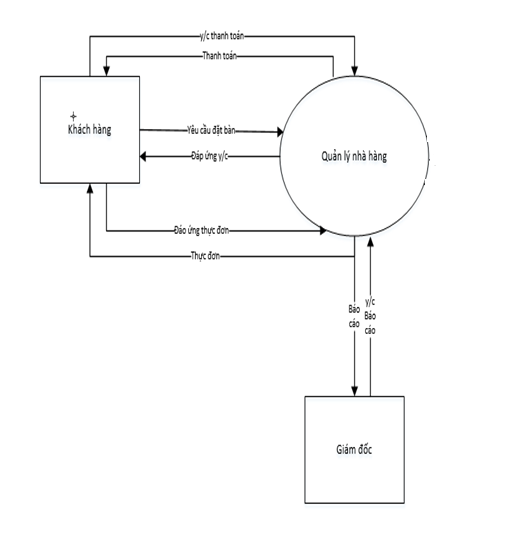 y/c thanh toán
Thanh toán
Khách hàng
Yêu cầu đặt bàn
Quản lý nhà hàng
Đáp ứng y/c
Đáo ứng thực đơn
Thực đơn
Báo
cáo
y/c
Báo
cáo
Giám đốc